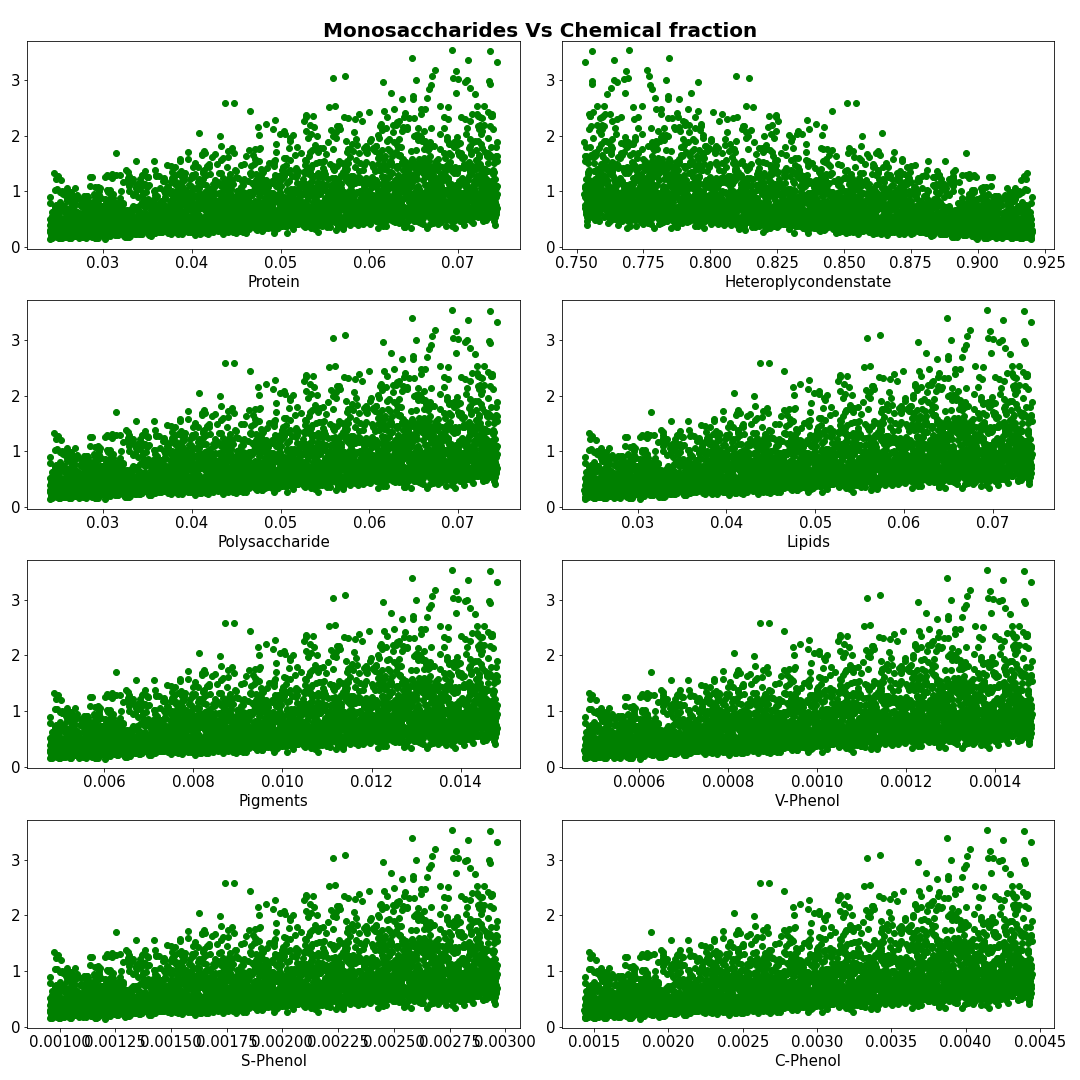 Monosaccharides Vs Chemical fraction
3
2
1
0
0.03 0.04 0.05 0.06 0.07
Protein
3
2
1
0
0.750 0.775 0.800 0.825 0.850 0.875 0.900 0.925
Heteroplycondenstate
3
2
1
0
0.03 0.04 0.05 0.06 0.07
Polysaccharide
3
2
1
0
0.03 0.04 0.05 0.06 0.07
Lipids
3
2
1
0
0.006 0.008 0.010 0.012 0.014
Pigments
3
2
1
0
0.0006 0.0008 0.0010 0.0012 0.0014
V-Phenol
3
2
1
0
0.00100 0.00125 0.00150 0.00175 0.00200 0.00225 0.00250 0.00275 0.00300
S-Phenol
3
2
1
0
0.0015 0.0020 0.0025 0.0030 0.0035 0.0040 0.0045
C-Phenol